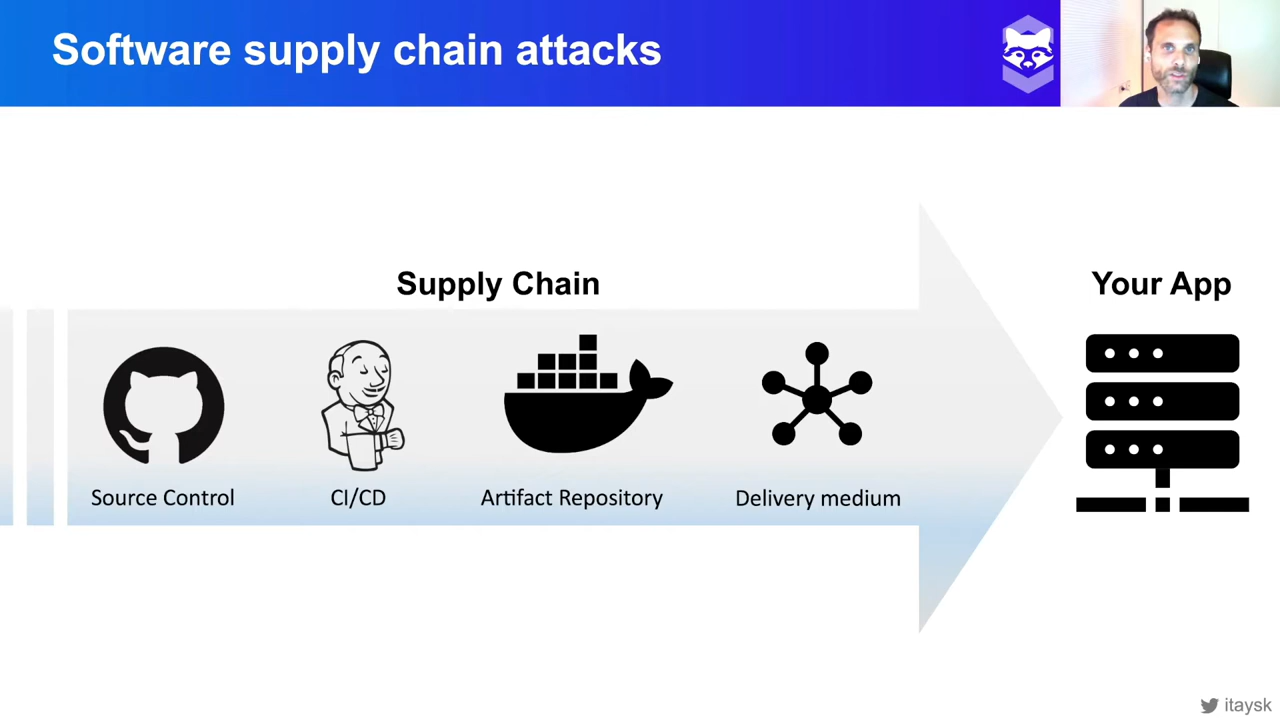 Software supply chain attacks
Supply Chain
Your App
Source Control
CI/CD
Artifact Repository
Delivery medium
itaysk